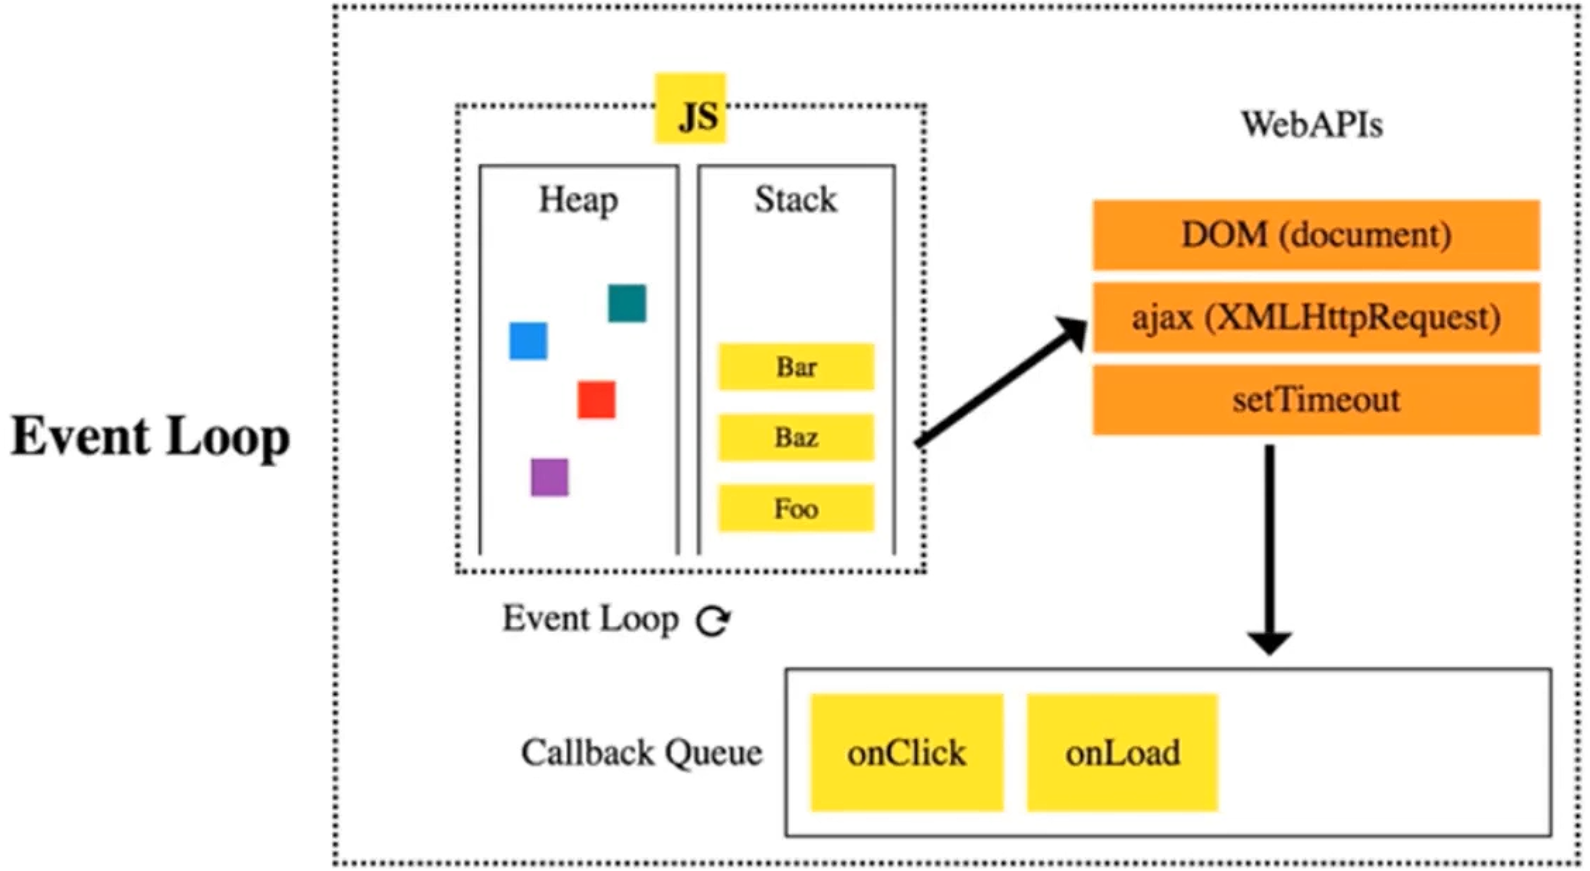 Event Loop
JS
Heap
Stack
Bar
Baz
Foo
Event Loop
WebAPIs
DOM (document)
ajax (XMLHttpRequest)
setTimeout
Callback Queue
onClick
onLoad